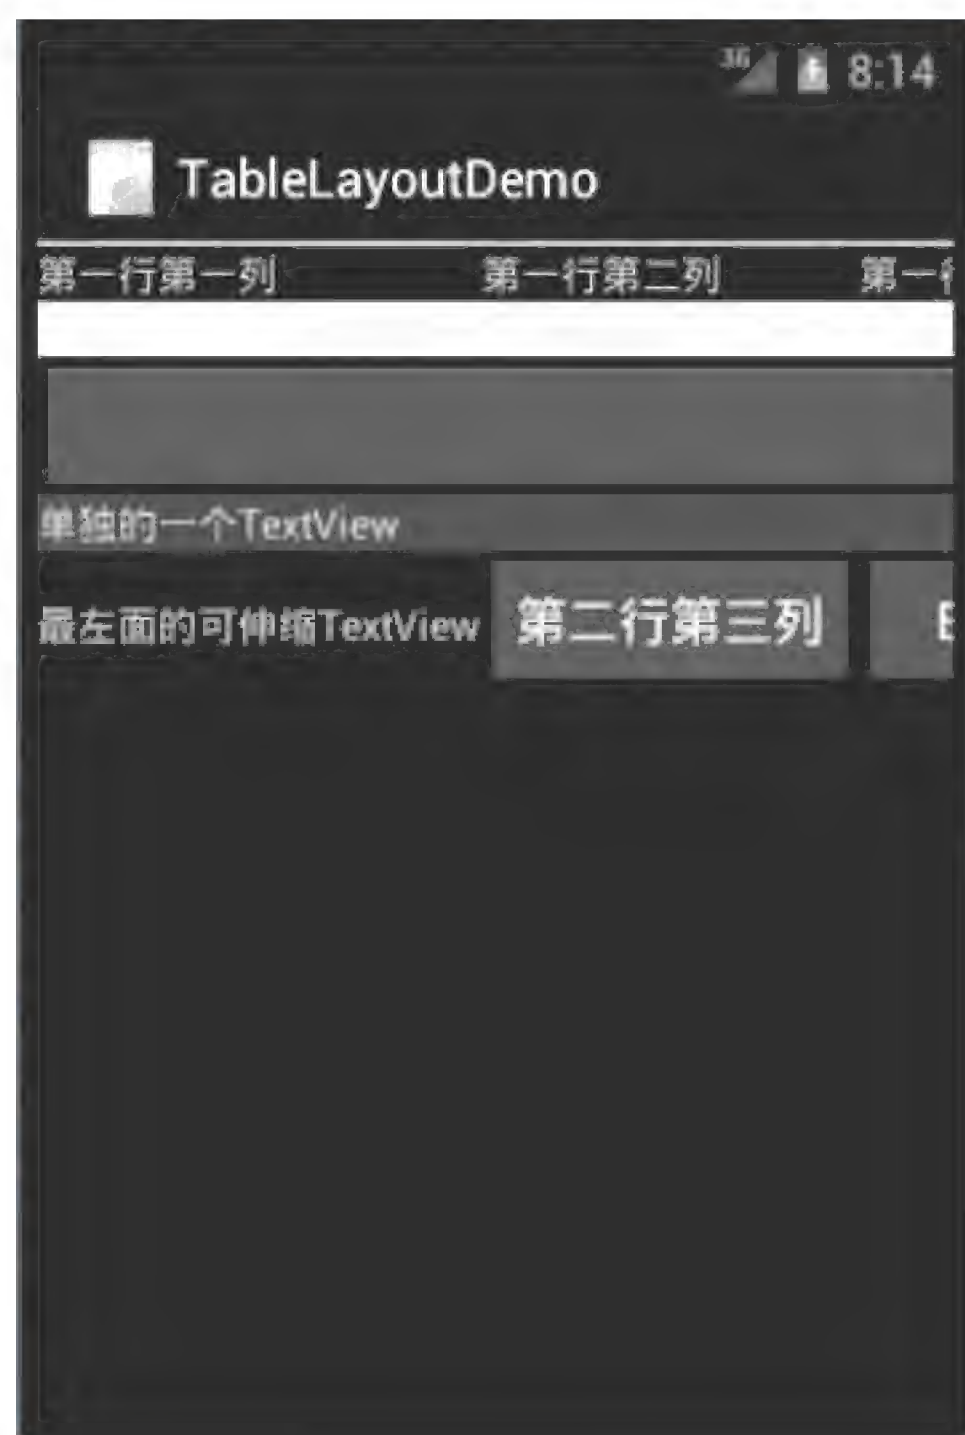 3G 8:14
TableLayoutDemo
第一行第一列 第一行第二列 第一
单独的一个TextView
最左面的可伸缩TextView 第二行第三列